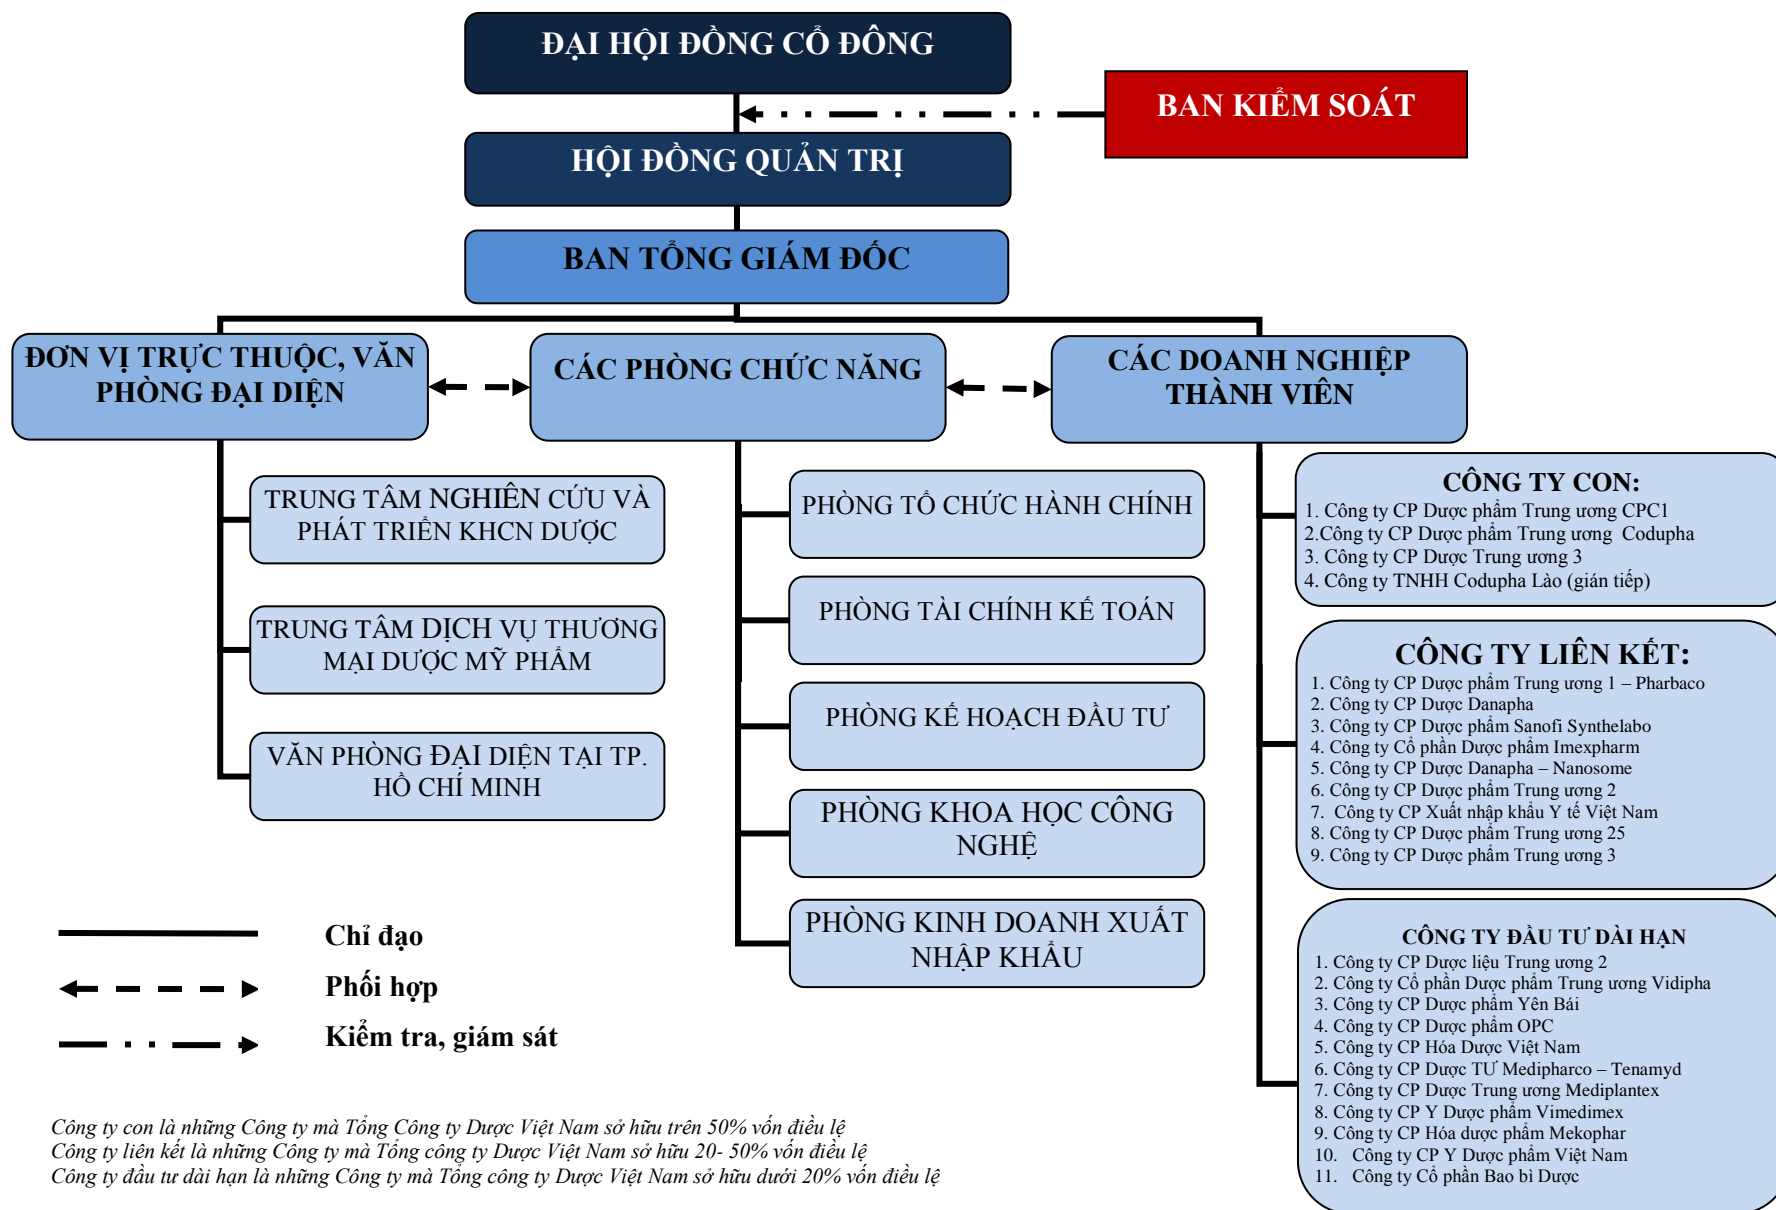 ĐẠI HỘI ĐỒNG CỔ ĐÔNG
BAN KIỂM SOÁT
HỘI ĐỒNG QUẢN TRỊ
BAN TỔNG GIÁM ĐỐC
ĐƠN VỊ TRỰC THUỘC, VĂN
PHÒNG ĐẠI DIỆN
CÁC PHÒNG CHỨC NĂNG
CÁC DOANH NGHIỆP
THÀNH VIÊN
TRUNG TÂM NGHIÊN CỨU VÀ
PHÁT TRIỂN KHCN DƯỢC
TRUNG TÂM DỊCH VỤ THƯƠNG
MẠI DƯỢC MỸ PHẨM
VĂN PHÒNG ĐẠI DIỆN TẠI TP.
HỒ CHÍ MINH
PHÒNG TỔ CHỨC HÀNH CHÍNH
PHÒNG TÀI CHÍNH KẾ TOÁN
PHÒNG KẾ HOẠCH ĐẦU TƯ
PHÒNG KHOA HỌC CÔNG
NGHỆ
PHÒNG KINH DOANH XUẤT
NHẬP KHẨU
CÔNG TY CON:
1. Công ty CP Dược phẩm Trung ương CPC1
2.Công ty CP Dược phẩm Trung ương Codupha
3. Công ty CP Dược Trung ương 3
4. Công ty TNHH Codupha Lào (gián tiếp)
CÔNG TY LIÊN KẾT:
1. Công ty CP Dược phẩm Trung ương 1 – Pharbaco
2. Công ty CP Dược Danapha
3. Công ty CP Dược phẩm Sanofi Synthelabo
4. Công ty Cổ phần Dược phẩm Imexpharm
5. Công ty CP Dược Danapha – Nanosome
6. Công ty CP Dược phẩm Trung ương 2
7. Công ty CP Xuất nhập khẩu Y tế Việt Nam
8. Công ty CP Dược phẩm Trung ương 25
9. Công ty CP Dược phẩm Trung ương 3
CÔNG TY ĐẦU TƯ DÀI HẠN
1. Công ty CP Dược liệu Trung ương 2
2. Công ty Cổ phần Dược phẩm Trung ương Vidipha
3. Công ty CP Dược phẩm Yên Bái
4. Công ty CP Dược phẩm OPC
5. Công ty CP Hóa Dược Việt Nam
6. Công ty CP Dược TƯ Medipharco – Tenamyd
7. Công ty CP Dược Trung ương Mediplantex
8. Công ty CP Y Dược phẩm Vimedimex
9. Công ty CP Hóa dược phẩm Mekophar
10. Công ty CP Y Dược phẩm Việt Nam
11. Công ty Cổ phần Bao bì Dược
Chỉ đạo
Phối hợp
Kiểm tra, giám sát
Công ty con là những Công ty mà Tổng Công ty Dược Việt Nam sở hữu trên 50% vốn điều lệ
Công ty liên kết là những Công ty mà Tổng công ty Dược Việt Nam sở hữu 20- 50% vốn điều lệ
Công ty đầu tư dài hạn là những Công ty mà Tổng công ty Dược Việt Nam sở hữu dưới 20% vốn điều lệ